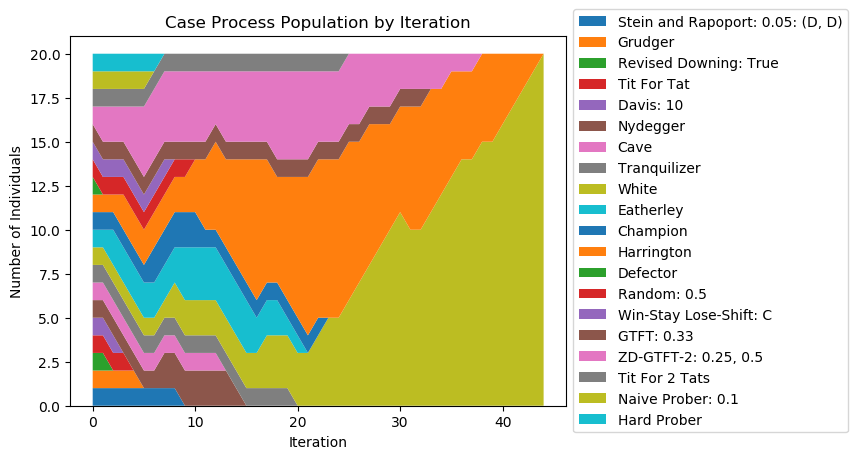 Case Process Population by Iteration
Number of Individuals
20.0
17.5
15.0
12.5
10.0
7.5
5.0
2.5
0.0
0
10
20
30
40
Iteration
Stein and Rapoport: 0.05: (D, D)
Grudger
Revised Downing: True
Tit For Tat
Davis: 10
Nydegger
Cave
Tranquilizer
White
Eatherley
Champion
Harrington
Defector
Random: 0.5
Win-Stay Lose-Shift: C
GTFT: 0.33
ZD-GTFT-2: 0.25, 0.5
Tit For 2 Tats
Naive Prober: 0.1
Hard Prober